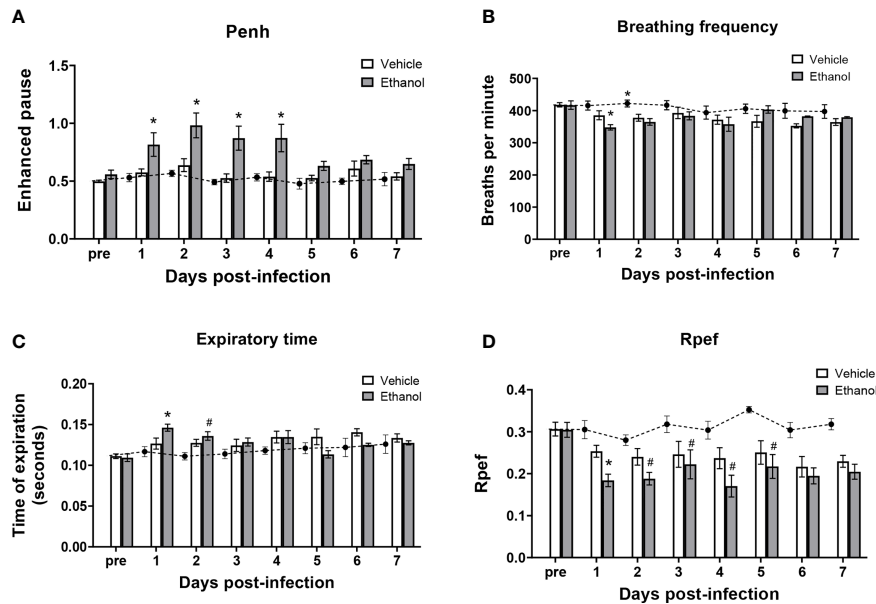 A
Penh
Vehicle
Ethanol
1.5
1.0
0.5
0.0
Enhanced pause
* * * *
pre 1 2 3 4 5 6 7
Days post-infection
B
Breathing frequency
Vehicle
Ethanol
500
400
300
200
100
0
Breaths per minute
* *
pre 1 2 3 4 5 6 7
Days post-infection
C
Expiratory time
Vehicle
Ethanol
0.20
0.15
0.10
0.05
0.00
Time of expiration
(seconds)
* #
pre 1 2 3 4 5 6 7
Days post-infection
D
Rpef
Vehicle
Ethanol
0.4
0.3
0.2
0.1
0.0
Rpef
* # # # #
pre 1 2 3 4 5 6 7
Days post-infection